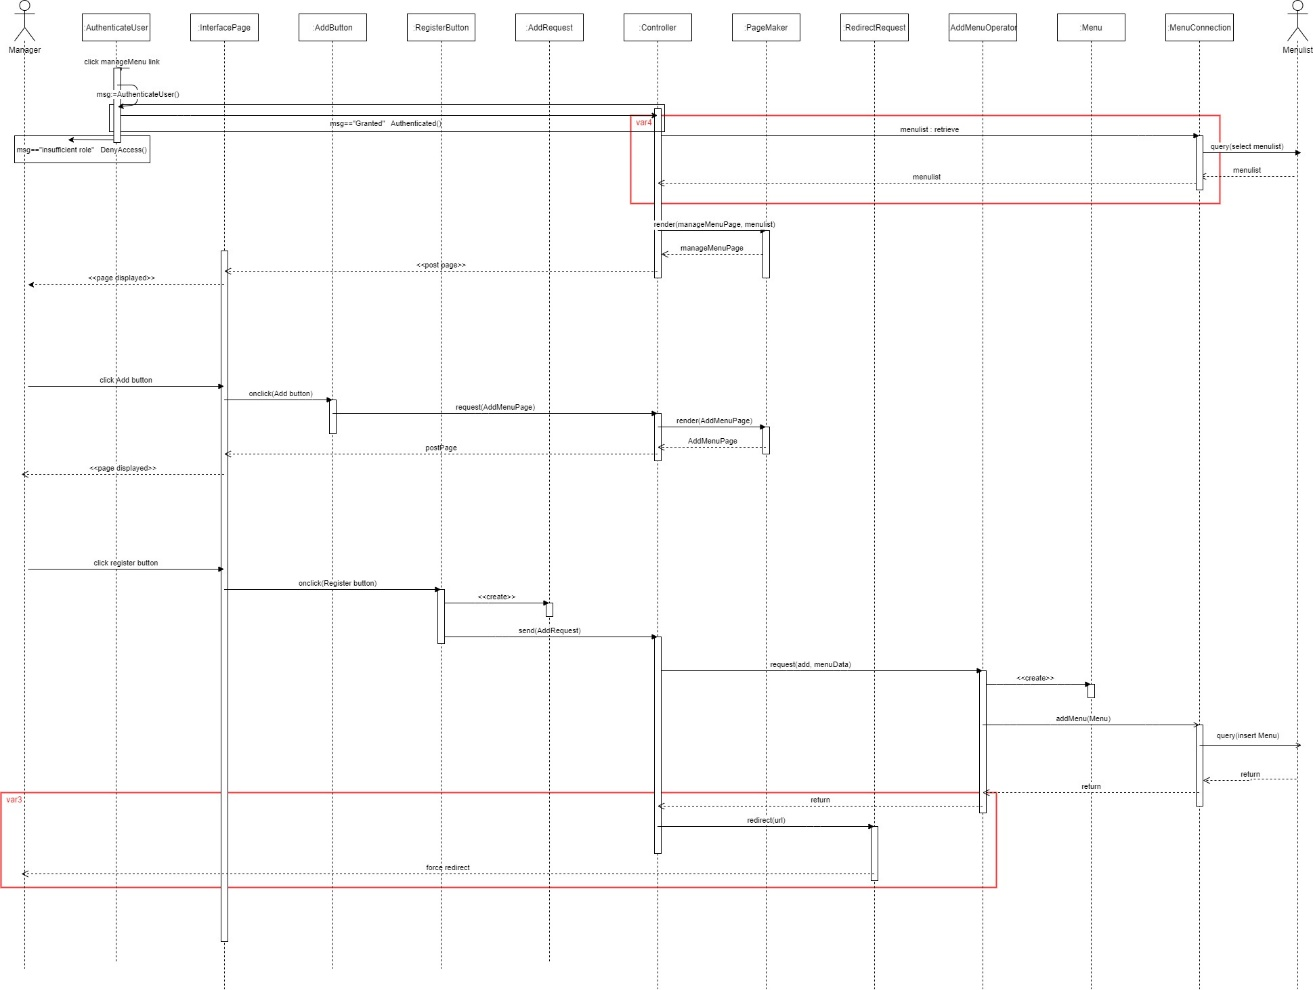 Manager
:AuthenticateUser
:InterfacePage
:AddButton
:RegisterButton
:AddRequest
:Controller
:PageMaker
:RedirectRequest
:AddMenuOperator
:Menu
:MenuConnection
Menulist
click manageMenu link
msg:=AuthenticateUser()
msg=="Granted" Authenticated()
var4
menulist : retrieve
msg=="insufficient role" DenyAccess()
query(select menulist)
menulist
menulist
render(manageMenuPage, menulist)
manageMenuPage
<<post page>>
<<page displayed>>
click Add button
onclick(Add button)
request(AddMenuPage)
render(AddMenuPage)
AddMenuPage
postPage
<<page displayed>>
click register button
onclick(Register button)
<<create>>
send(AddRequest)
request(add, menuData)
<<create>>
addMenu(Menu)
query(insert Menu)
return
return
var3
return
redirect(url)
force redirect